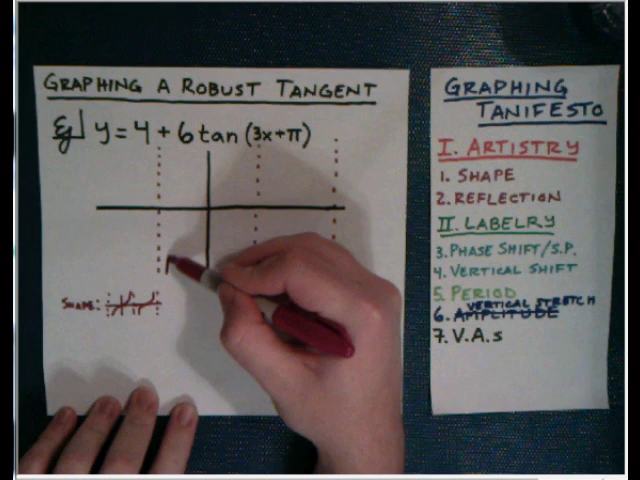 GRAPHING A ROBUST TANGENT
Eg y = 4 + 6 tan (3x + π)
SHAPE:
GRAPHING
TANIFESTO
I. ARTISTRY
1. SHAPE
2. REFLECTION
II. LABELRY
3. PHASE SHIFT/S.P.
4. VERTICAL SHIFT
5. PERIOD
VERTICAL STRETCH
6. AMPLITUDE
7. V.A.s